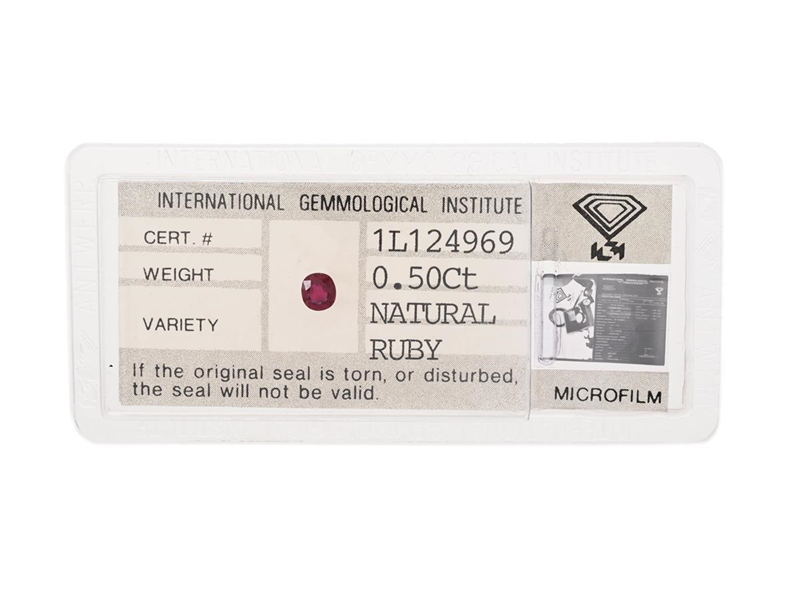 INTERNATIONAL GEMMOLOGICAL INSTITUTE
CERT. # 1L124969
WEIGHT 0.50Ct
VARIETY NATURAL
RUBY
If the original seal is torn, or disturbed,
the seal will not be valid.
MICROFILM